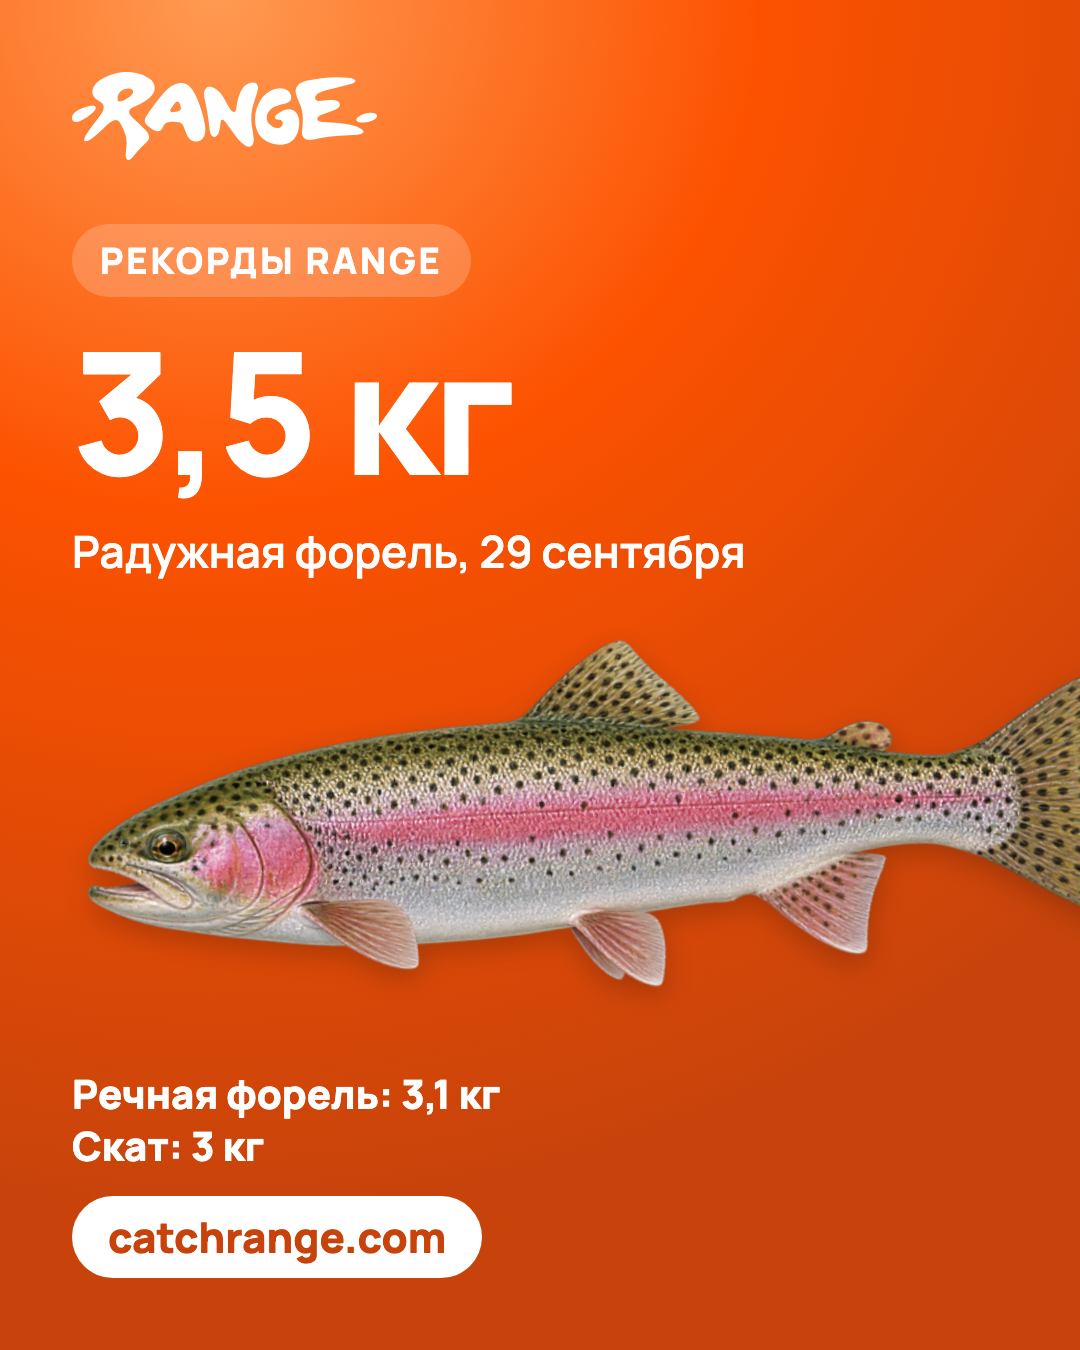 RANGE
РЕКОРДЫ RANGE
3,5 кг
Радужная форель, 29 сентября
Речная форель: 3,1 кг
Скат: 3 кг
catchrange.com